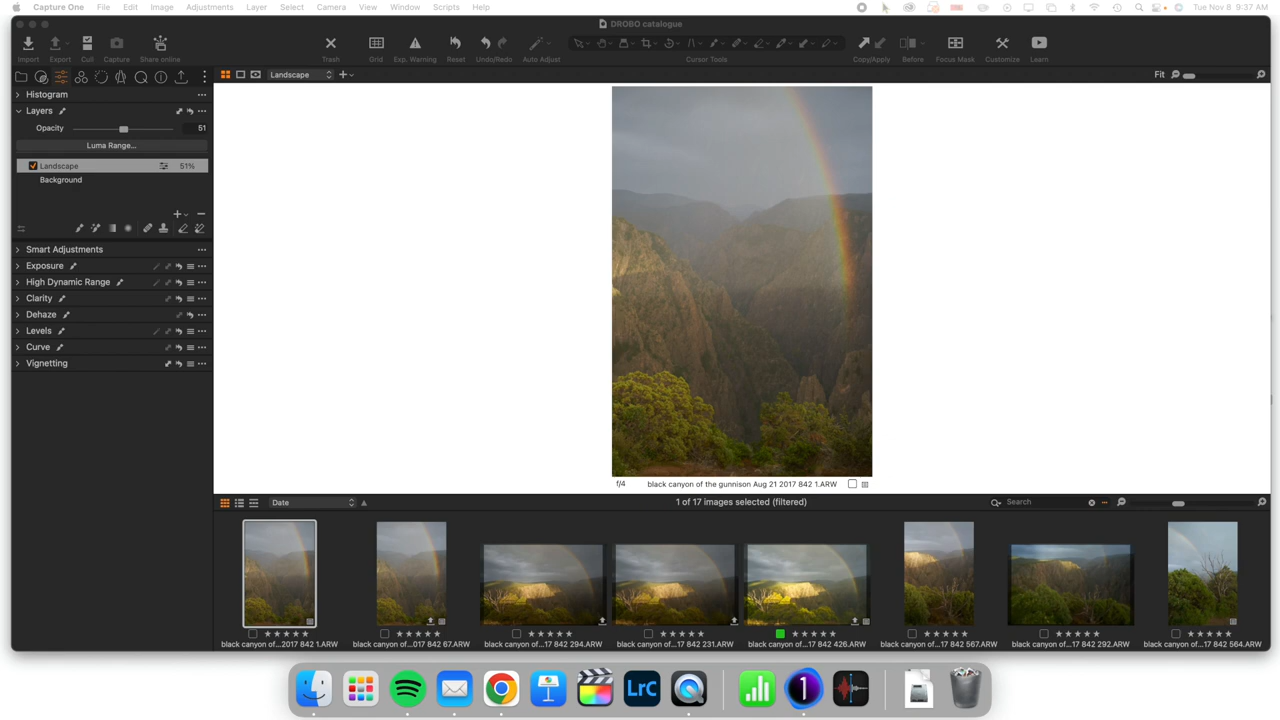 Capture One File Edit Image Adjustments Layer Select Camera View Window Scripts Help Tue Nov 8 9:37 AM
DROBO catalogue
Import Export Cull Capture Share online Trash Grid Exp. Warning Reset Undo/Redo Auto Adjust Cursor Tools Copy/Apply Before Focus Mask Customize Learn
Landscape Fit
Histogram
Layers
Opacity 51
Luma Range...
Landscape 51%
Background
Smart Adjustments
Exposure
High Dynamic Range
Clarity
Dehaze
Levels
Curve
Vignetting
f/4 black canyon of the gunnison Aug 21 2017 842 1.ARW
Date 1 of 17 images selected (filtered) Search
black canyon of...2017 842 1.ARW black canyon of...017 842 67.ARW black canyon of...17 842 294.ARW black canyon of...17 842 231.ARW black canyon of...17 842 426.ARW black canyon of...17 842 567.ARW black canyon of...17 842 292.ARW black canyon of...17 842 564.ARW
LrC 1